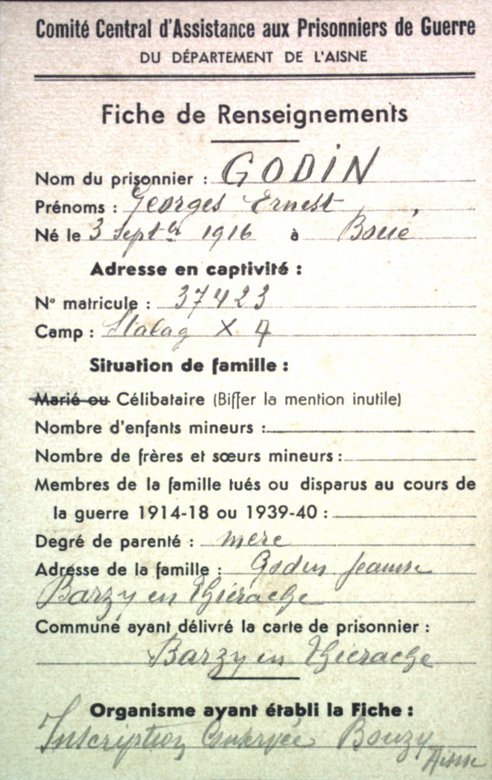 Comité Central d'Assistance aux Prisonniers de Guerre
DU DÉPARTEMENT DE L'AISNE
Fiche de Renseignements
Nom du prisonnier : GODIN
Prénoms : Georges Ernest
Né le 3 Sept 1916 à Boué
Adresse en captivité :
N° matricule : 37423
Camp : Stalag X
Situation de famille :
Marié ou Célibataire (Biffer la mention inutile)
Nombre d'enfants mineurs :
Nombre de frères et sœurs mineurs :
Membres de la famille tués ou disparus au cours de
la guerre 1914-18 ou 1939-40 :
Degré de parenté : mère
Adresse de la famille : Godin Jeanne
Barzy en Thiérache
Commune ayant délivré la carte de prisonnier :
Barzy en Thiérache
Organisme ayant établi la Fiche :
Inscription Aisne